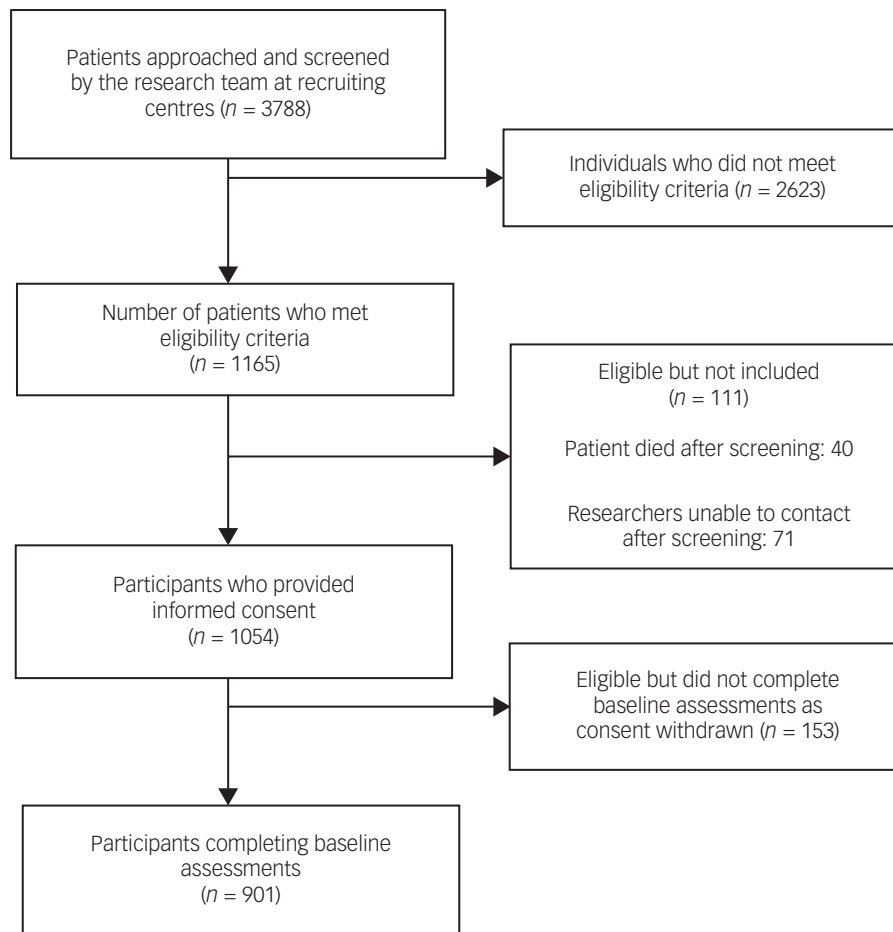 Patients approached and screened
by the research team at recruiting
centres (n = 3788)
Individuals who did not meet
eligibility criteria (n = 2623)
Number of patients who met
eligibility criteria
(n = 1165)
Eligible but not included
(n = 111)
Patient died after screening: 40
Researchers unable to contact
after screening: 71
Participants who provided
informed consent
(n = 1054)
Eligible but did not complete
baseline assessments as
consent withdrawn (n = 153)
Participants completing baseline
assessments
(n = 901)